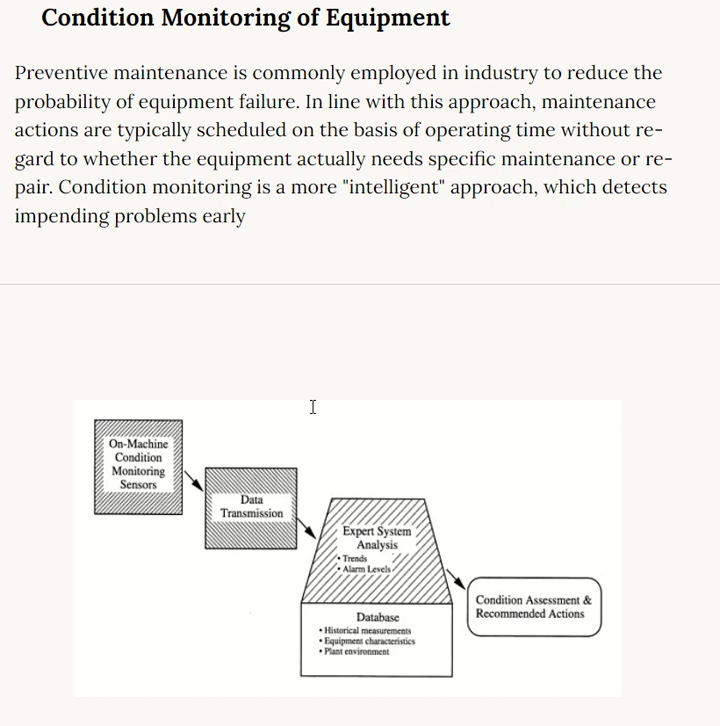 Condition Monitoring of Equipment
Preventive maintenance is commonly employed in industry to reduce the
probability of equipment failure. In line with this approach, maintenance
actions are typically scheduled on the basis of operating time without re-
gard to whether the equipment actually needs specific maintenance or re-
pair. Condition monitoring is a more "intelligent" approach, which detects
impending problems early
On-Machine
Condition
Monitoring
Sensors
Data
Transmission
Expert System
Analysis
• Trends
• Alarm Levels
Database
• Historical measurements
• Equipment characteristics
• Plant environment
Condition Assessment &
Recommended Actions